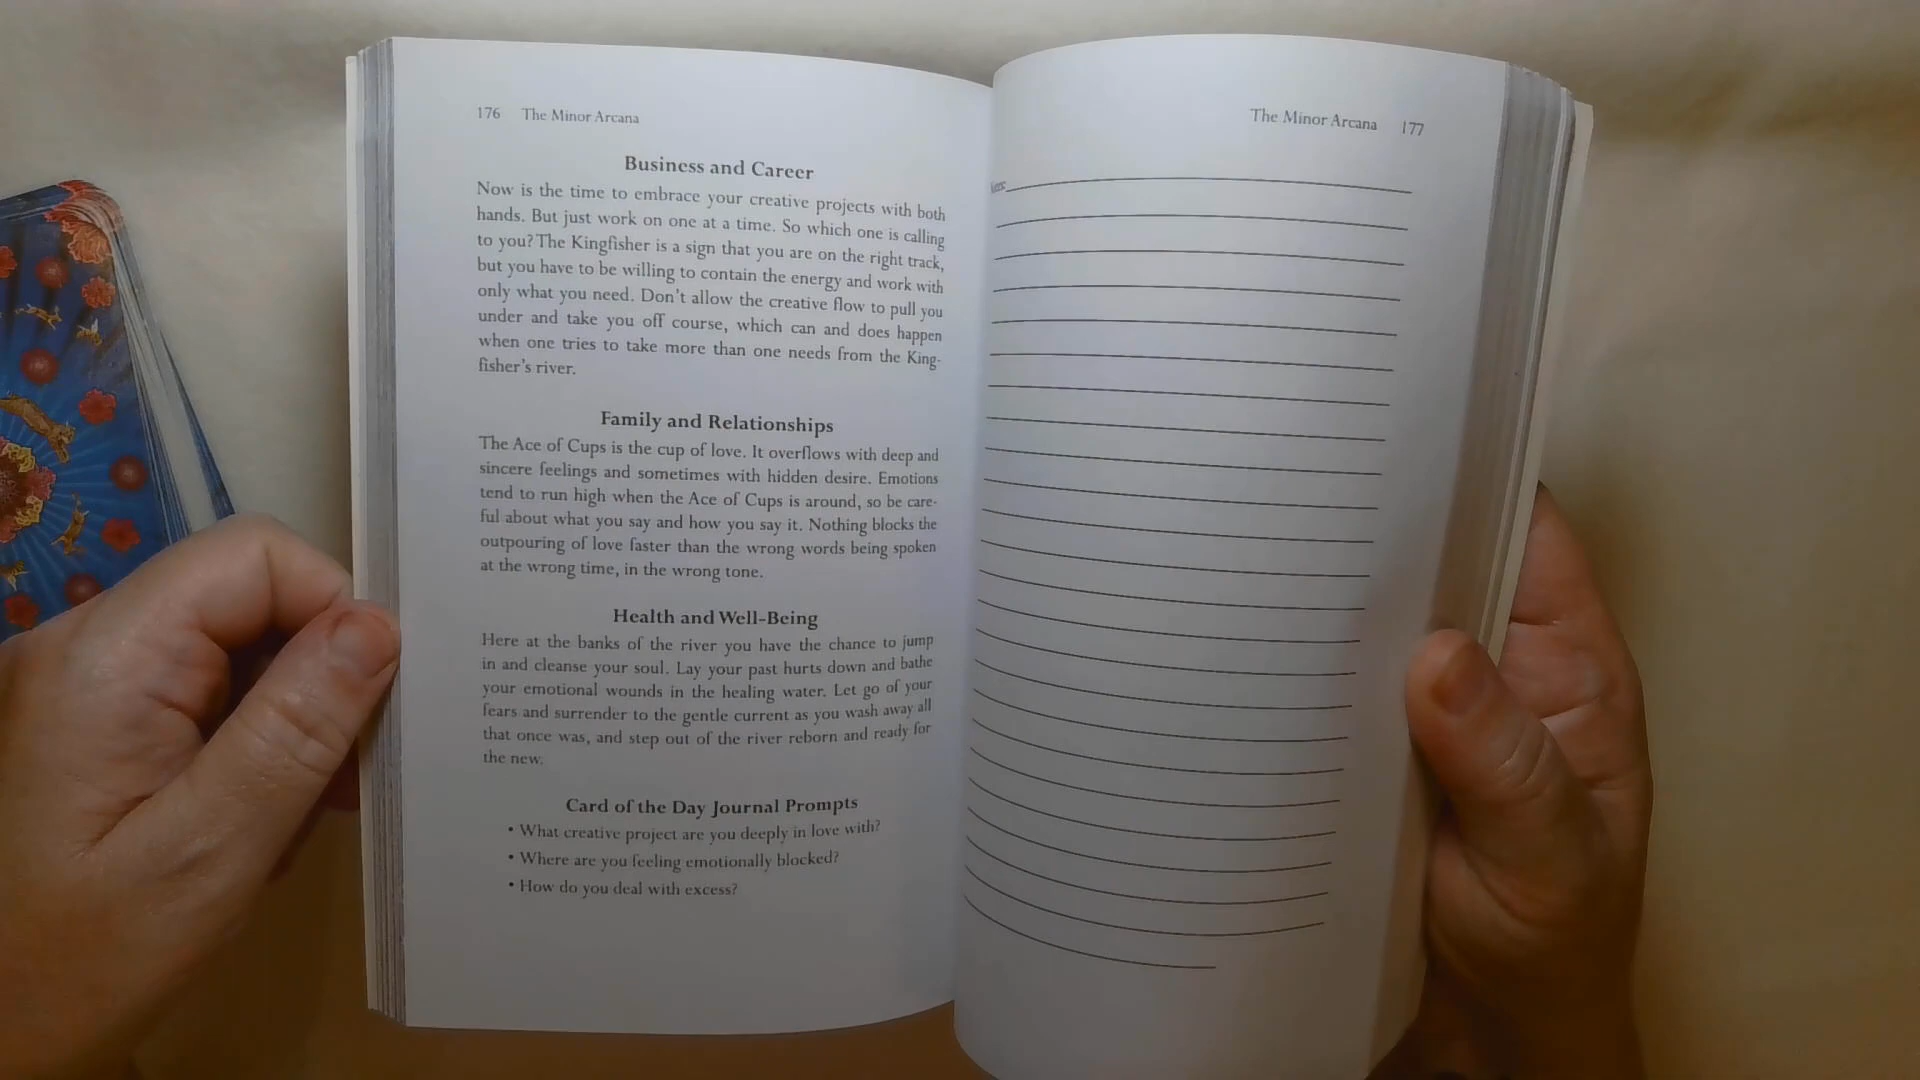 176 The Minor Arcana
Business and Career
Now is the time to embrace your creative projects with both
hands. But just work on one at a time. So which one is calling
to you? The Kingfisher is a sign that you are on the right track,
but you have to be willing to contain the energy and work with
only what you need. Don't allow the creative flow to pull you
under and take you off course, which can and does happen
when one tries to take more than one needs from the King-
fisher's river.
Family and Relationships
The Ace of Cups is the cup of love. It overflows with deep and
sincere feelings and sometimes with hidden desire. Emotions
tend to run high when the Ace of Cups is around, so be care-
ful about what you say and how you say it. Nothing blocks the
outpouring of love faster than the wrong words being spoken
at the wrong time, in the wrong tone.
Health and Well-Being
Here at the banks of the river you have the chance to jump
in and cleanse your soul. Lay your past hurts down and bathe
your emotional wounds in the healing water. Let go of your
fears and surrender to the gentle current as you wash away all
that once was, and step out of the river reborn and ready for
the new.
Card of the Day Journal Prompts
• What creative project are you deeply in love with?
• Where are you feeling emotionally blocked?
• How do you deal with excess?
The Minor Arcana 177